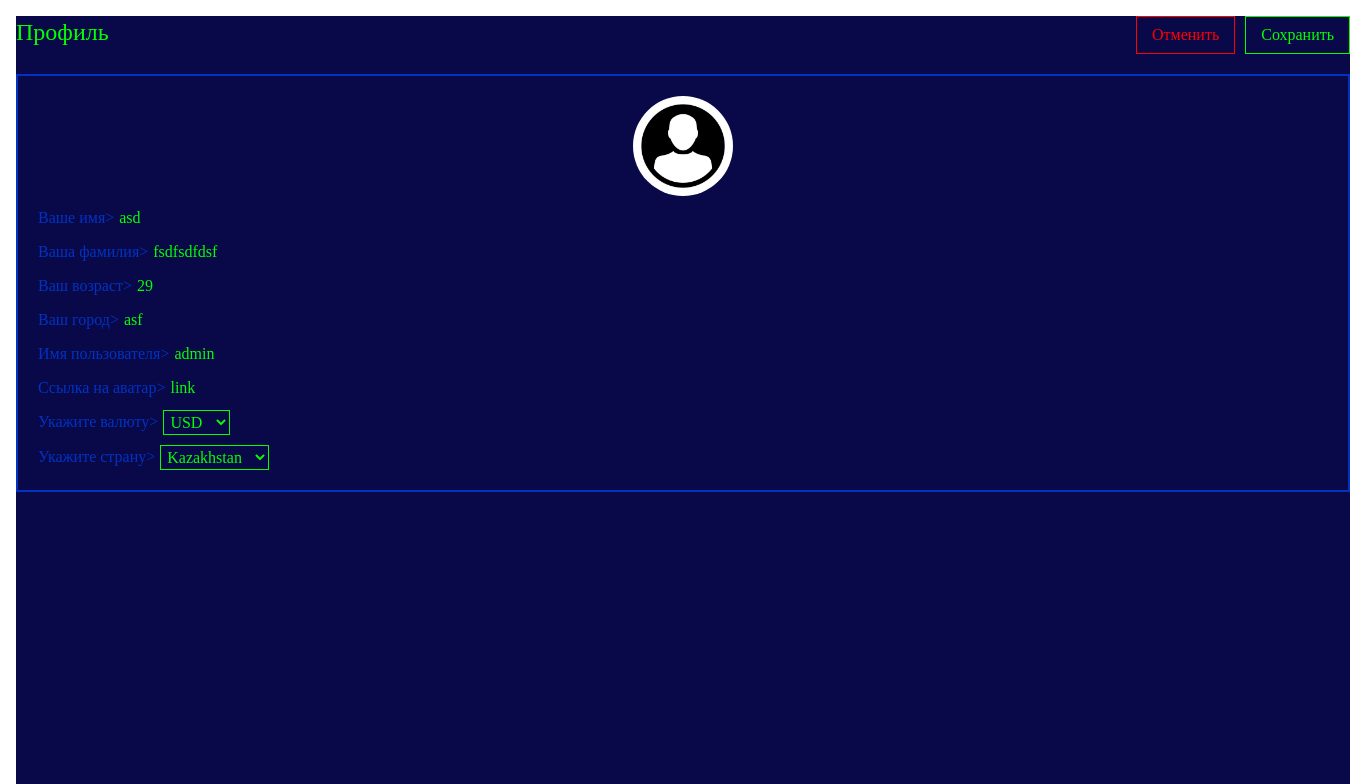 Профиль
Отменить
Сохранить
Ваше имя> asd
Ваша фамилия> fsdfsdfdsf
Ваш возраст> 29
Ваш город> asf
Имя пользователя> admin
Ссылка на аватар> link
Укажите валюту> USD
Укажите страну> Kazakhstan